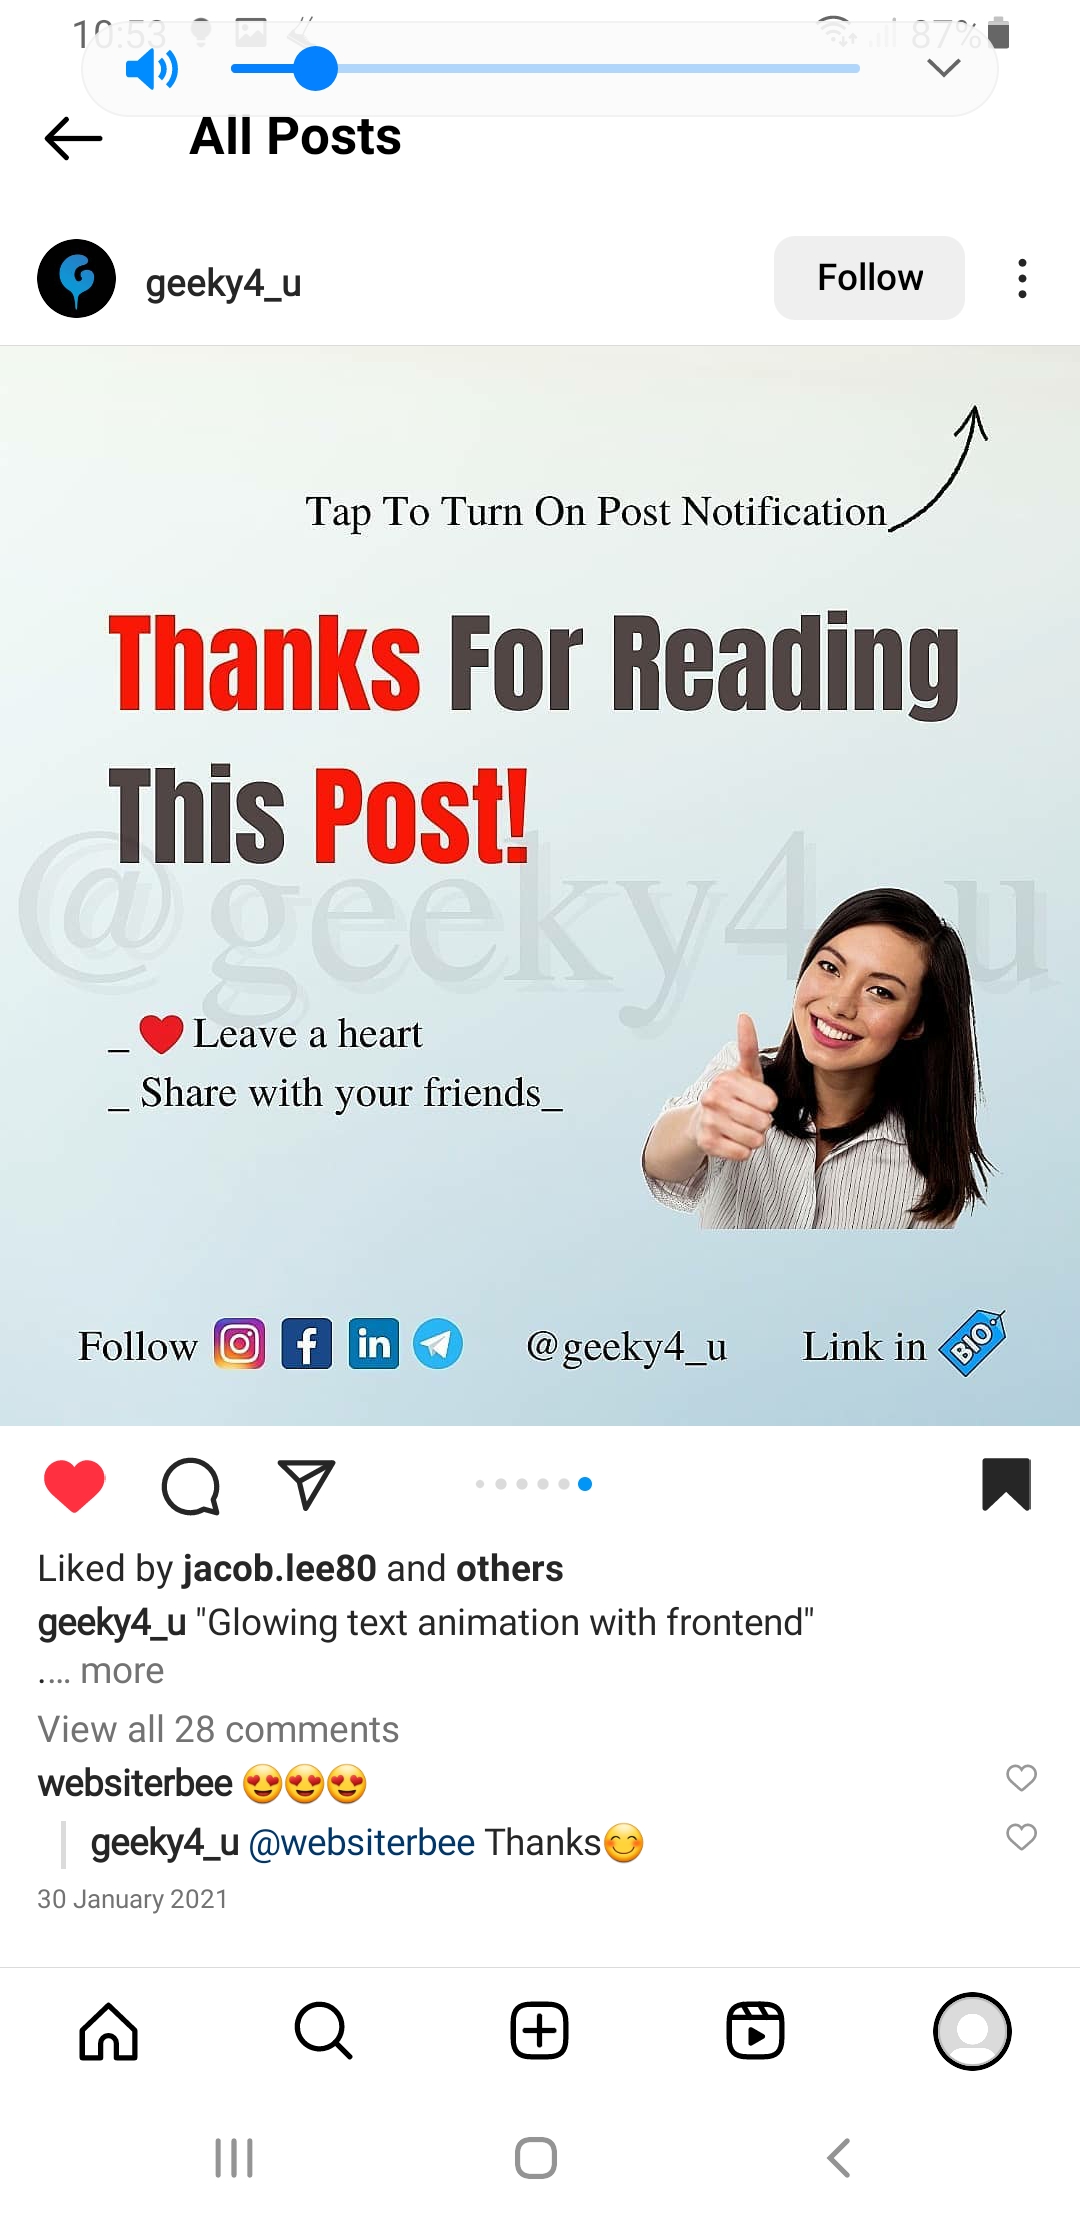 10:53 87%
All Posts
geeky4_u Follow
Tap To Turn On Post Notification
Thanks For Reading
This Post!
@geeky4_u
_ ❤ Leave a heart
_ Share with your friends_
Follow @geeky4_u Link in BIO
Liked by jacob.lee80 and others
geeky4_u "Glowing text animation with frontend"
.... more
View all 28 comments
websiterbee 😍😍😍
geeky4_u @websiterbee Thanks😊
30 January 2021